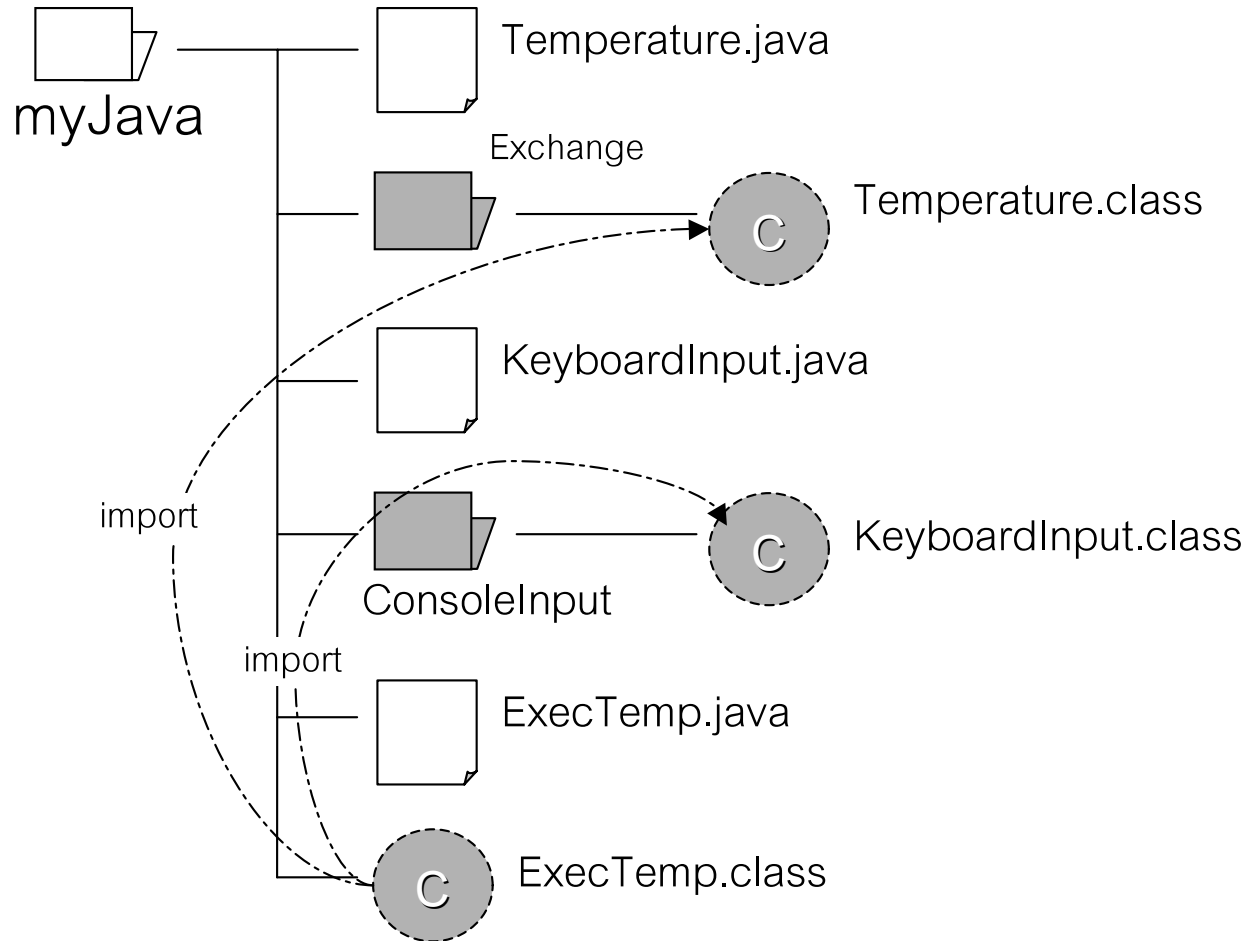 Temperature.java
myJava
Exchange
C
Temperature.class
KeyboardInput.java
import
C
KeyboardInput.class
ConsoleInput
import
ExecTemp.java
C
ExecTemp.class